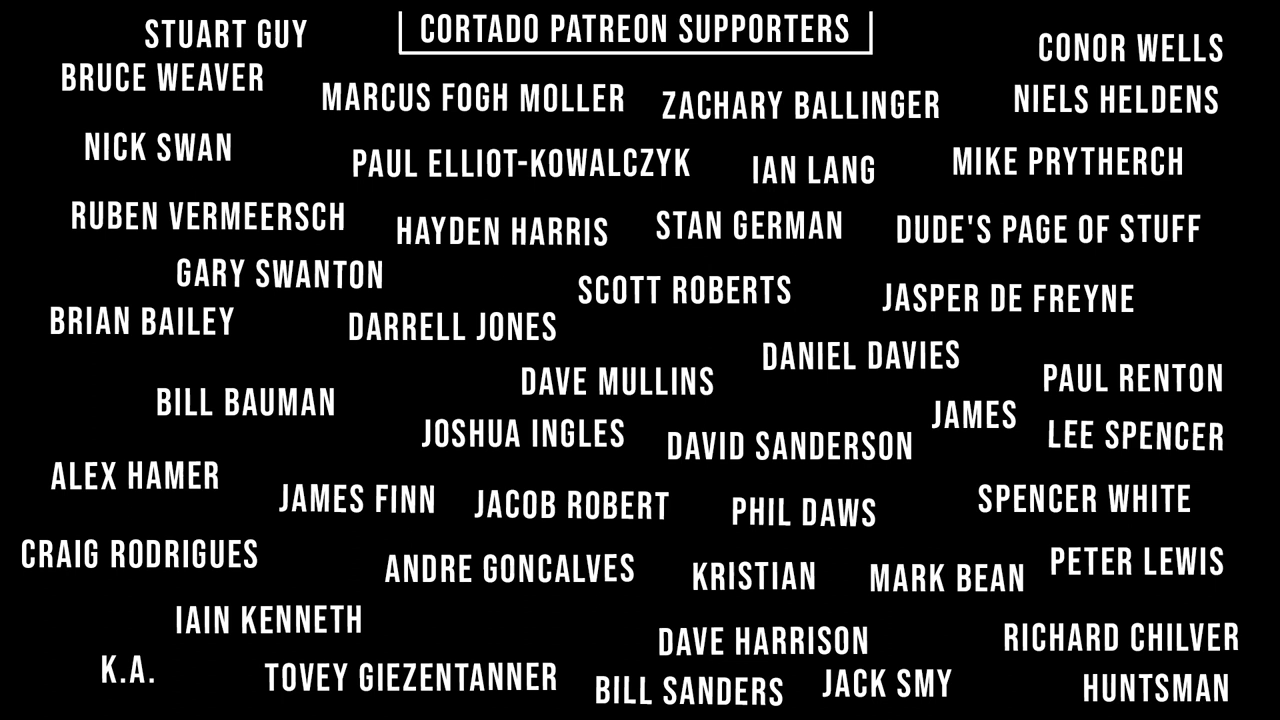 CORTADO PATREON SUPPORTERS
STUART GUY
CONOR WELLS
BRUCE WEAVER
MARCUS FOGH MOLLER
ZACHARY BALLINGER
NIELS HELDENS
NICK SWAN
PAUL ELLIOT-KOWALCZYK
IAN LANG
MIKE PRYTHERCH
RUBEN VERMEERSCH
HAYDEN HARRIS
STAN GERMAN
DUDE'S PAGE OF STUFF
GARY SWANTON
SCOTT ROBERTS
JASPER DE FREYNE
BRIAN BAILEY
DARRELL JONES
DANIEL DAVIES
DAVE MULLINS
PAUL RENTON
BILL BAUMAN
JAMES
JOSHUA INGLES
DAVID SANDERSON
LEE SPENCER
ALEX HAMER
JAMES FINN
JACOB ROBERT
PHIL DAWS
SPENCER WHITE
CRAIG RODRIGUES
ANDRE GONCALVES
KRISTIAN
MARK BEAN
PETER LEWIS
IAIN KENNETH
DAVE HARRISON
RICHARD CHILVER
K.A.
TOVEY GIEZENTANNER
BILL SANDERS
JACK SMY
HUNTSMAN